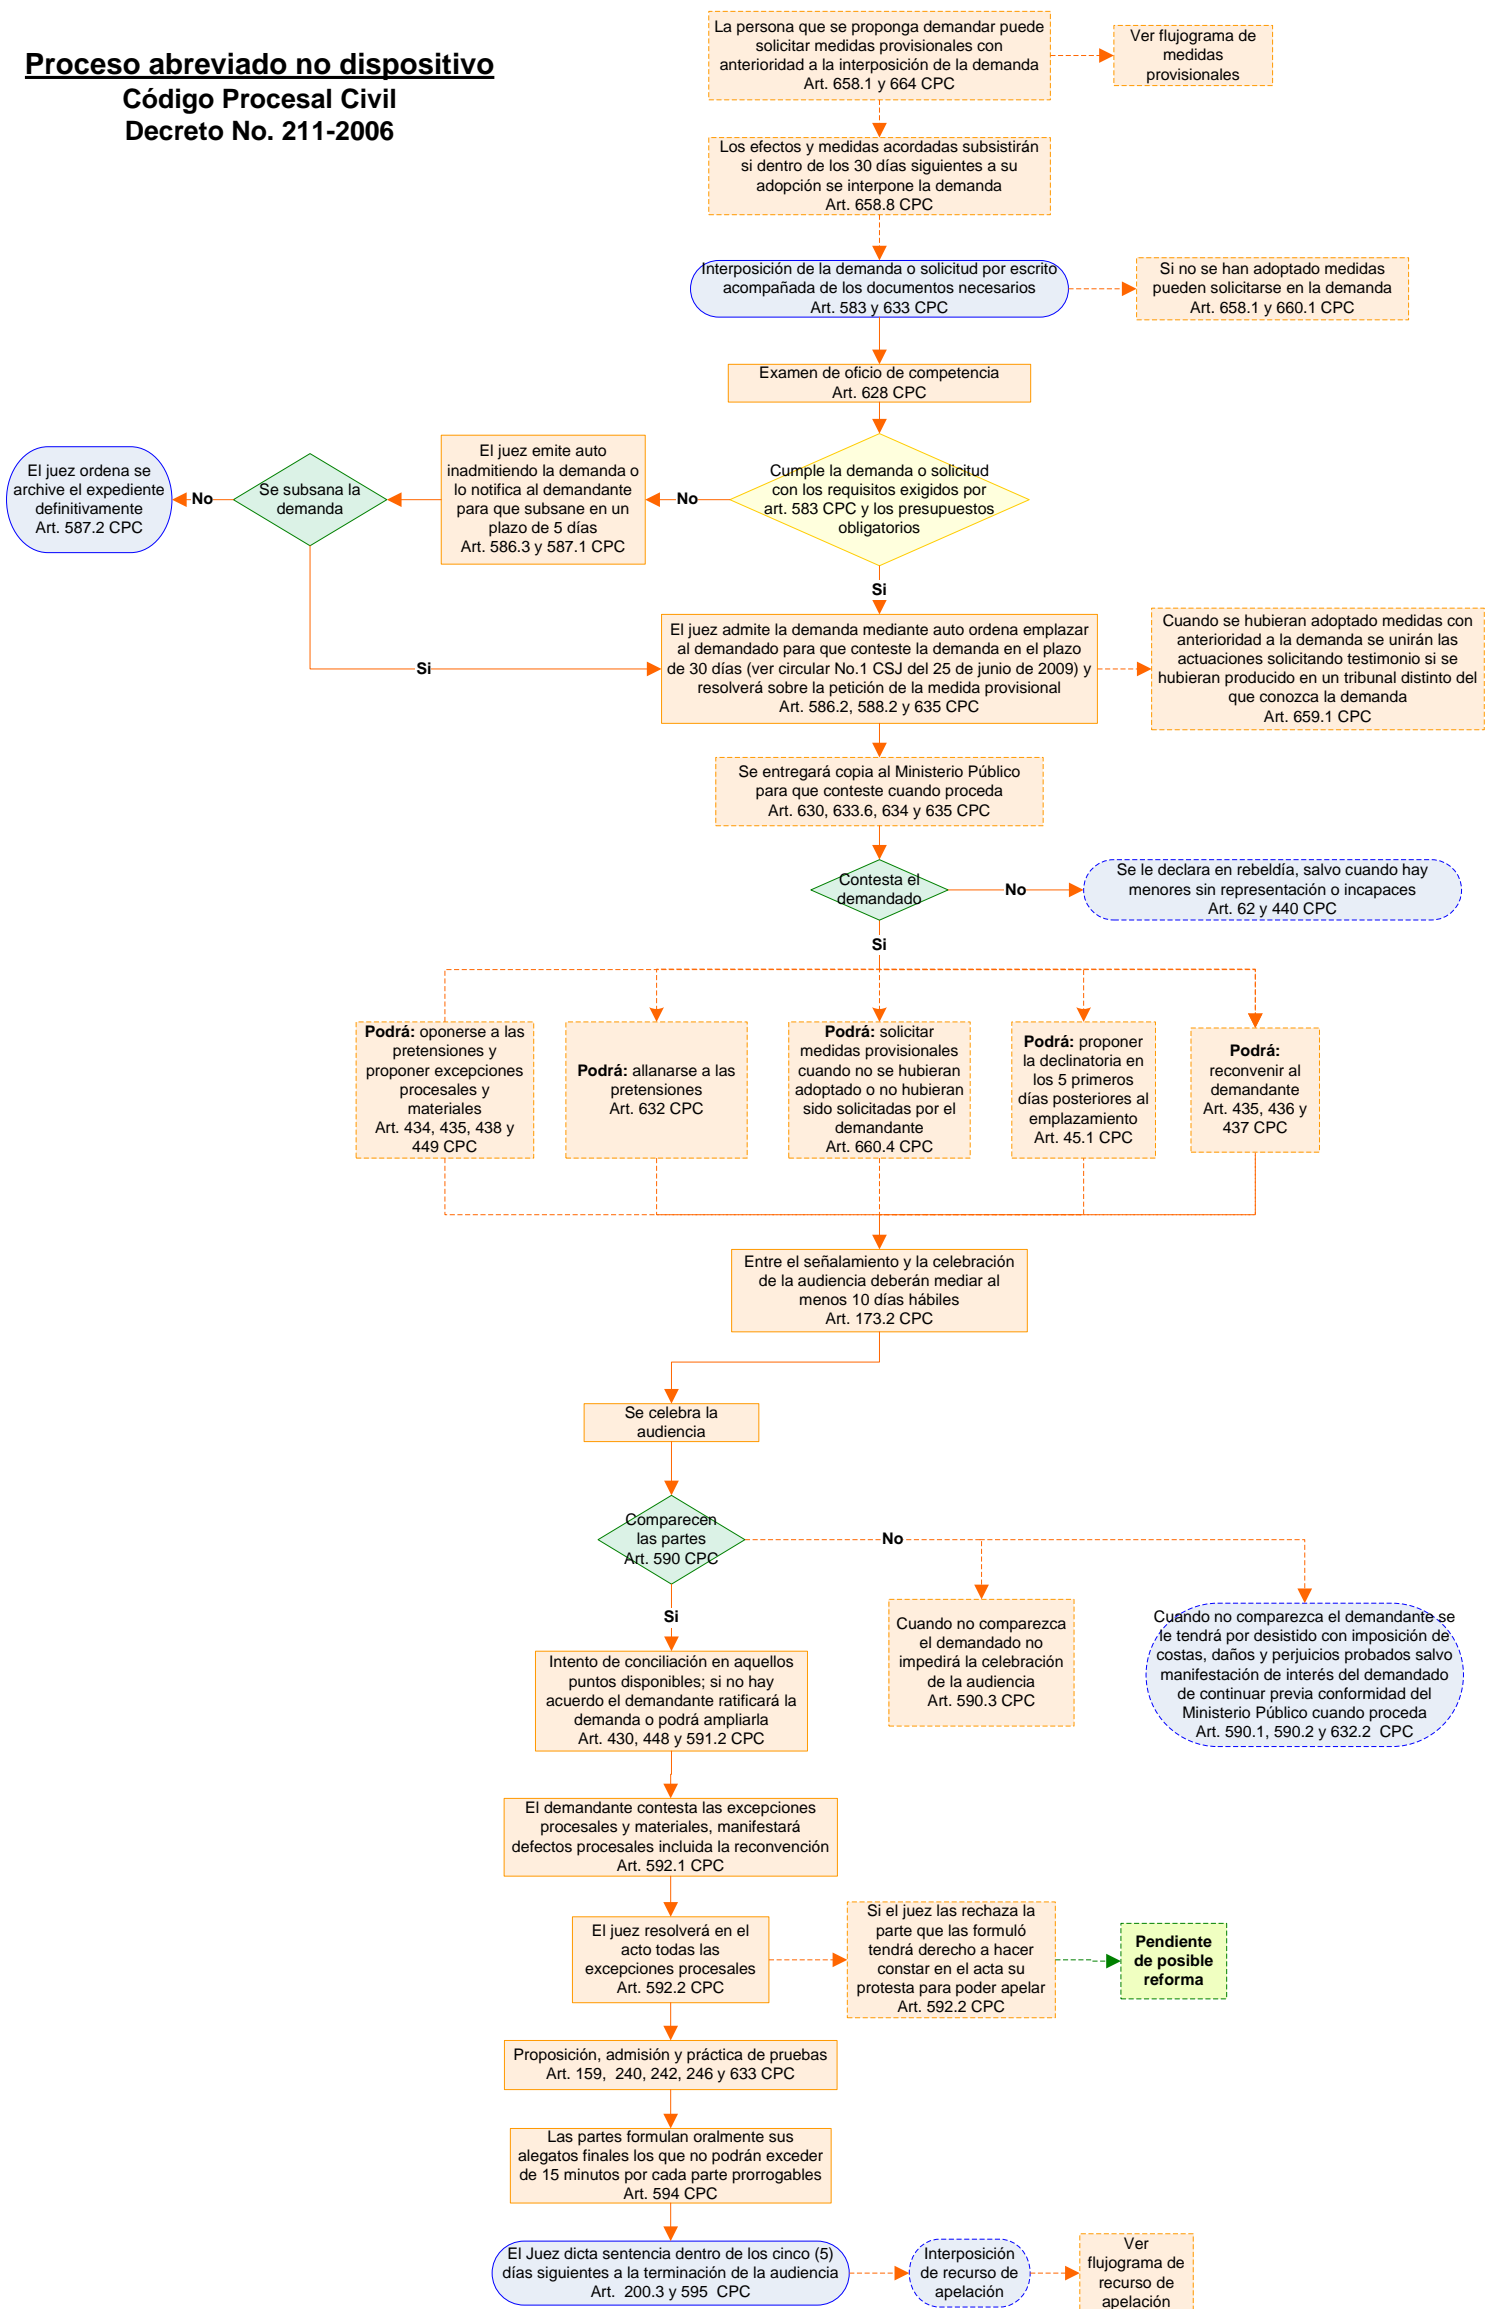 Proceso abreviado no dispositivo
Código Procesal Civil
Decreto No. 211-2006
La persona que se proponga demandar puede
solicitar medidas provisionales con
anterioridad a la interposición de la demanda
Art. 658.1 y 664 CPC
Ver flujograma de
medidas
provisionales
Los efectos y medidas acordadas subsistirán
si dentro de los 30 días siguientes a su
adopción se interpone la demanda
Art. 658.8 CPC
Interposición de la demanda o solicitud por escrito
acompañada de los documentos necesarios
Art. 583 y 633 CPC
Si no se han adoptado medidas
pueden solicitarse en la demanda
Art. 658.1 y 660.1 CPC
Examen de oficio de competencia
Art. 628 CPC
Cumple la demanda o solicitud
con los requisitos exigidos por
art. 583 CPC y los presupuestos
obligatorios
No
El juez emite auto
inadmitiendo la demanda o
lo notifica al demandante
para que subsane en un
plazo de 5 días
Art. 586.3 y 587.1 CPC
Se subsana la
demanda
No
El juez ordena se
archive el expediente
definitivamente
Art. 587.2 CPC
Si
Si
El juez admite la demanda mediante auto ordena emplazar
al demandado para que conteste la demanda en el plazo
de 30 días (ver circular No.1 CSJ del 25 de junio de 2009) y
resolverá sobre la petición de la medida provisional
Art. 586.2, 588.2 y 635 CPC
Cuando se hubieran adoptado medidas con
anterioridad a la demanda se unirán las
actuaciones solicitando testimonio si se
hubieran producido en un tribunal distinto del
que conozca la demanda
Art. 659.1 CPC
Se entregará copia al Ministerio Público
para que conteste cuando proceda
Art. 630, 633.6, 634 y 635 CPC
Contesta el
demandado
No
Se le declara en rebeldía, salvo cuando hay
menores sin representación o incapaces
Art. 62 y 440 CPC
Si
Podrá: oponerse a las
pretensiones y
proponer excepciones
procesales y
materiales
Art. 434, 435, 438 y
449 CPC
Podrá: allanarse a las
pretensiones
Art. 632 CPC
Podrá: solicitar
medidas provisionales
cuando no se hubieran
adoptado o no hubieran
sido solicitadas por el
demandante
Art. 660.4 CPC
Podrá: proponer
la declinatoria en
los 5 primeros
días posteriores al
emplazamiento
Art. 45.1 CPC
Podrá:
reconvenir al
demandante
Art. 435, 436 y
437 CPC
Entre el señalamiento y la celebración
de la audiencia deberán mediar al
menos 10 días hábiles
Art. 173.2 CPC
Se celebra la
audiencia
Comparecen
las partes
Art. 590 CPC
No
Si
Cuando no comparezca
el demandado no
impedirá la celebración
de la audiencia
Art. 590.3 CPC
Cuando no comparezca el demandante se
le tendrá por desistido con imposición de
costas, daños y perjuicios probados salvo
manifestación de interés del demandado
de continuar previa conformidad del
Ministerio Público cuando proceda
Art. 590.1, 590.2 y 632.2 CPC
Intento de conciliación en aquellos
puntos disponibles; si no hay
acuerdo el demandante ratificará la
demanda o podrá ampliarla
Art. 430, 448 y 591.2 CPC
El demandante contesta las excepciones
procesales y materiales, manifestará
defectos procesales incluida la reconvención
Art. 592.1 CPC
El juez resolverá en el
acto todas las
excepciones procesales
Art. 592.2 CPC
Si el juez las rechaza la
parte que las formuló
tendrá derecho a hacer
constar en el acta su
protesta para poder apelar
Art. 592.2 CPC
Pendiente
de posible
reforma
Proposición, admisión y práctica de pruebas
Art. 159, 240, 242, 246 y 633 CPC
Las partes formulan oralmente sus
alegatos finales los que no podrán exceder
de 15 minutos por cada parte prorrogables
Art. 594 CPC
El Juez dicta sentencia dentro de los cinco (5)
días siguientes a la terminación de la audiencia
Art. 200.3 y 595 CPC
Interposición
de recurso de
apelación
Ver
flujograma de
recurso de
apelación